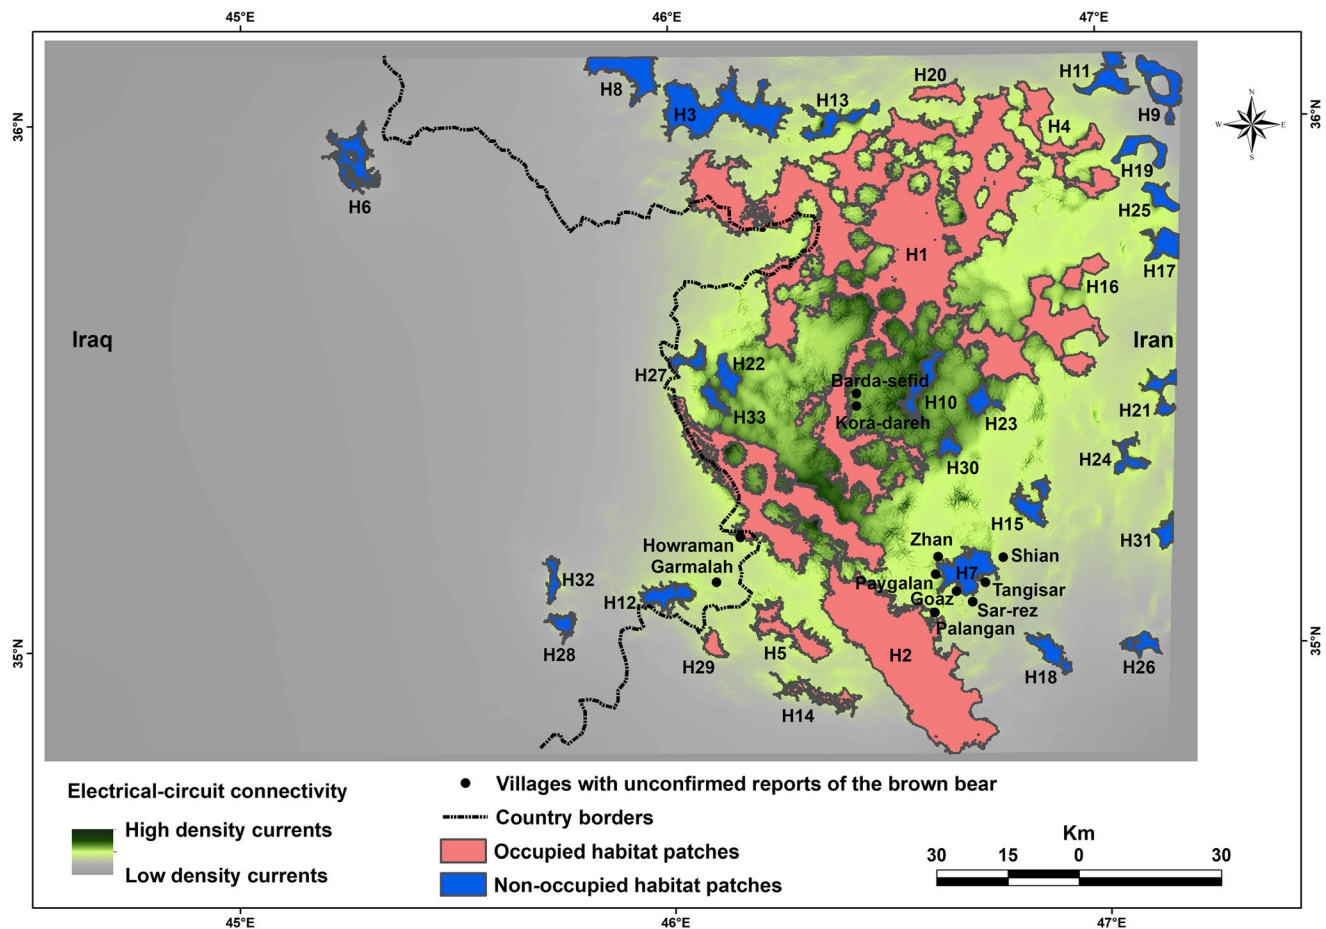 45°E 46°E 47°E
N
W E
S
36°N 36°N
H8
H3
H13
H20
H11
H9
H4
H19
H6
H25
H1
H17
H16
Iraq
Iran
H27
H22
H33
Barda-sefid
Kora-dareh
H10
H23
H21
H30
H24
H15
H31
Howraman
Garmalah
Zhan
Shian
H7
Paygalan
Goaz
Tangisar
Sar-rez
Palangan
H32
H12
H28
H29
H5
H2
H18
H26
H14
35°N 35°N
Electrical-circuit connectivity
High density currents
Low density currents
Villages with unconfirmed reports of the brown bear
Country borders
Occupied habitat patches
Non-occupied habitat patches
Km
30 15 0 30
45°E 46°E 47°E